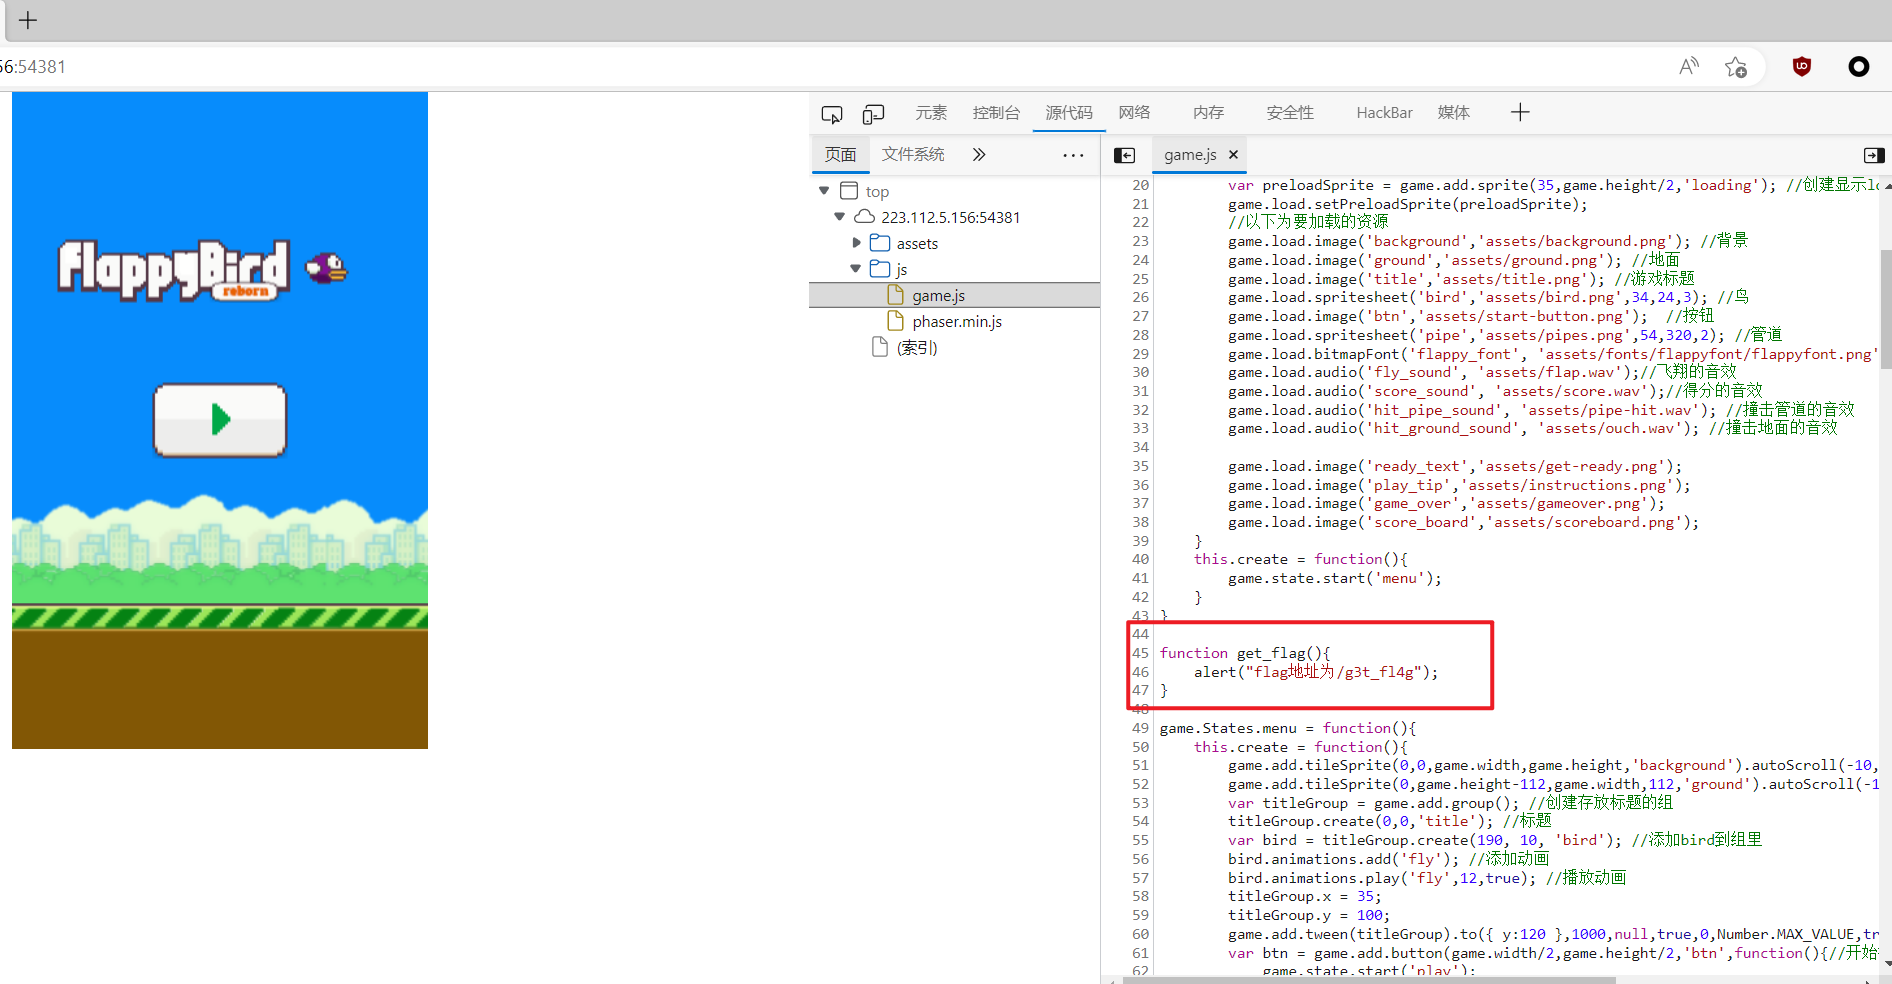 56:54381
元素 控制台 源代码 网络 内存 安全性 HackBar 媒体
页面 文件系统
game.js
top
223.112.5.156:54381
assets
js
game.js
phaser.min.js
(索引)
flappyBird
reborn
20 var preloadSprite = game.add.sprite(35,game.height/2,'loading'); //创建显示lo
21 game.load.setPreloadSprite(preloadSprite);
22 //以下为要加载的资源
23 game.load.image('background','assets/background.png'); //背景
24 game.load.image('ground','assets/ground.png'); //地面
25 game.load.image('title','assets/title.png'); //游戏标题
26 game.load.spritesheet('bird','assets/bird.png',34,24,3); //鸟
27 game.load.image('btn','assets/start-button.png');  //按钮
28 game.load.spritesheet('pipe','assets/pipes.png',54,320,2); //管道
29 game.load.bitmapFont('flappy_font', 'assets/fonts/flappyfont/flappyfont.png'
30 game.load.audio('fly_sound', 'assets/flap.wav');//飞翔的音效
31 game.load.audio('score_sound', 'assets/score.wav');//得分的音效
32 game.load.audio('hit_pipe_sound', 'assets/pipe-hit.wav'); //撞击管道的音效
33 game.load.audio('hit_ground_sound', 'assets/ouch.wav'); //撞击地面的音效
34
35 game.load.image('ready_text','assets/get-ready.png');
36 game.load.image('play_tip','assets/instructions.png');
37 game.load.image('game_over','assets/gameover.png');
38 game.load.image('score_board','assets/scoreboard.png');
39 }
40 this.create = function(){
41 game.state.start('menu');
42 }
43 }
44
45 function get_flag(){
46 alert("flag地址为/g3t_fl4g");
47 }
48
49 game.States.menu = function(){
50 this.create = function(){
51 game.add.tileSprite(0,0,game.width,game.height,'background').autoScroll(-10,
52 game.add.tileSprite(0,game.height-112,game.width,112,'ground').autoScroll(-1
53 var titleGroup = game.add.group(); //创建存放标题的组
54 titleGroup.create(0,0,'title'); //标题
55 var bird = titleGroup.create(190, 10, 'bird'); //添加bird到组里
56 bird.animations.add('fly'); //添加动画
57 bird.animations.play('fly',12,true); //播放动画
58 titleGroup.x = 35;
59 titleGroup.y = 100;
60 game.add.tween(titleGroup).to({ y:120 },1000,null,true,0,Number.MAX_VALUE,tr
61 var btn = game.add.button(game.width/2,game.height/2,'btn',function(){//开始
62 game.state.start('play');